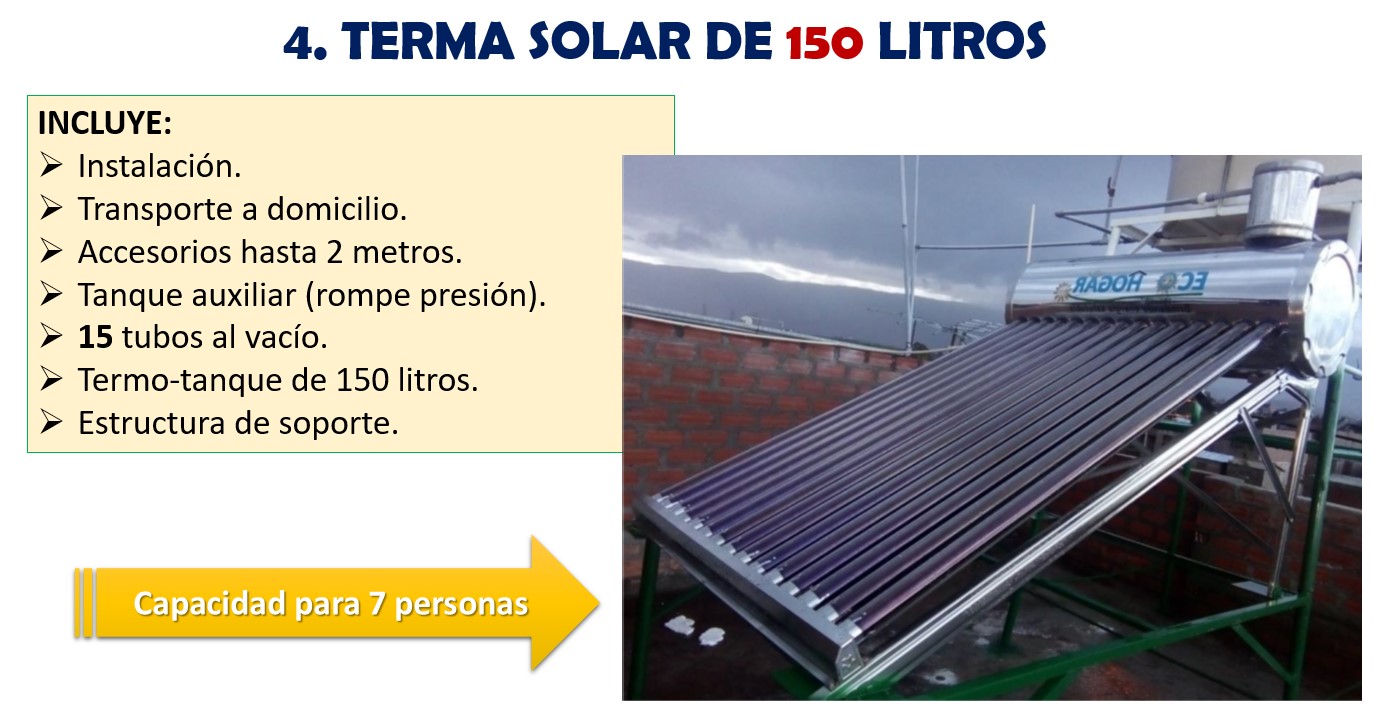 4. TERMA SOLAR DE 150 LITROS
INCLUYE:
➢ Instalación.
➢ Transporte a domicilio.
➢ Accesorios hasta 2 metros.
➢ Tanque auxiliar (rompe presión).
➢ 15 tubos al vacío.
➢ Termo-tanque de 150 litros.
➢ Estructura de soporte.
ECO HOGAR
Capacidad para 7 personas